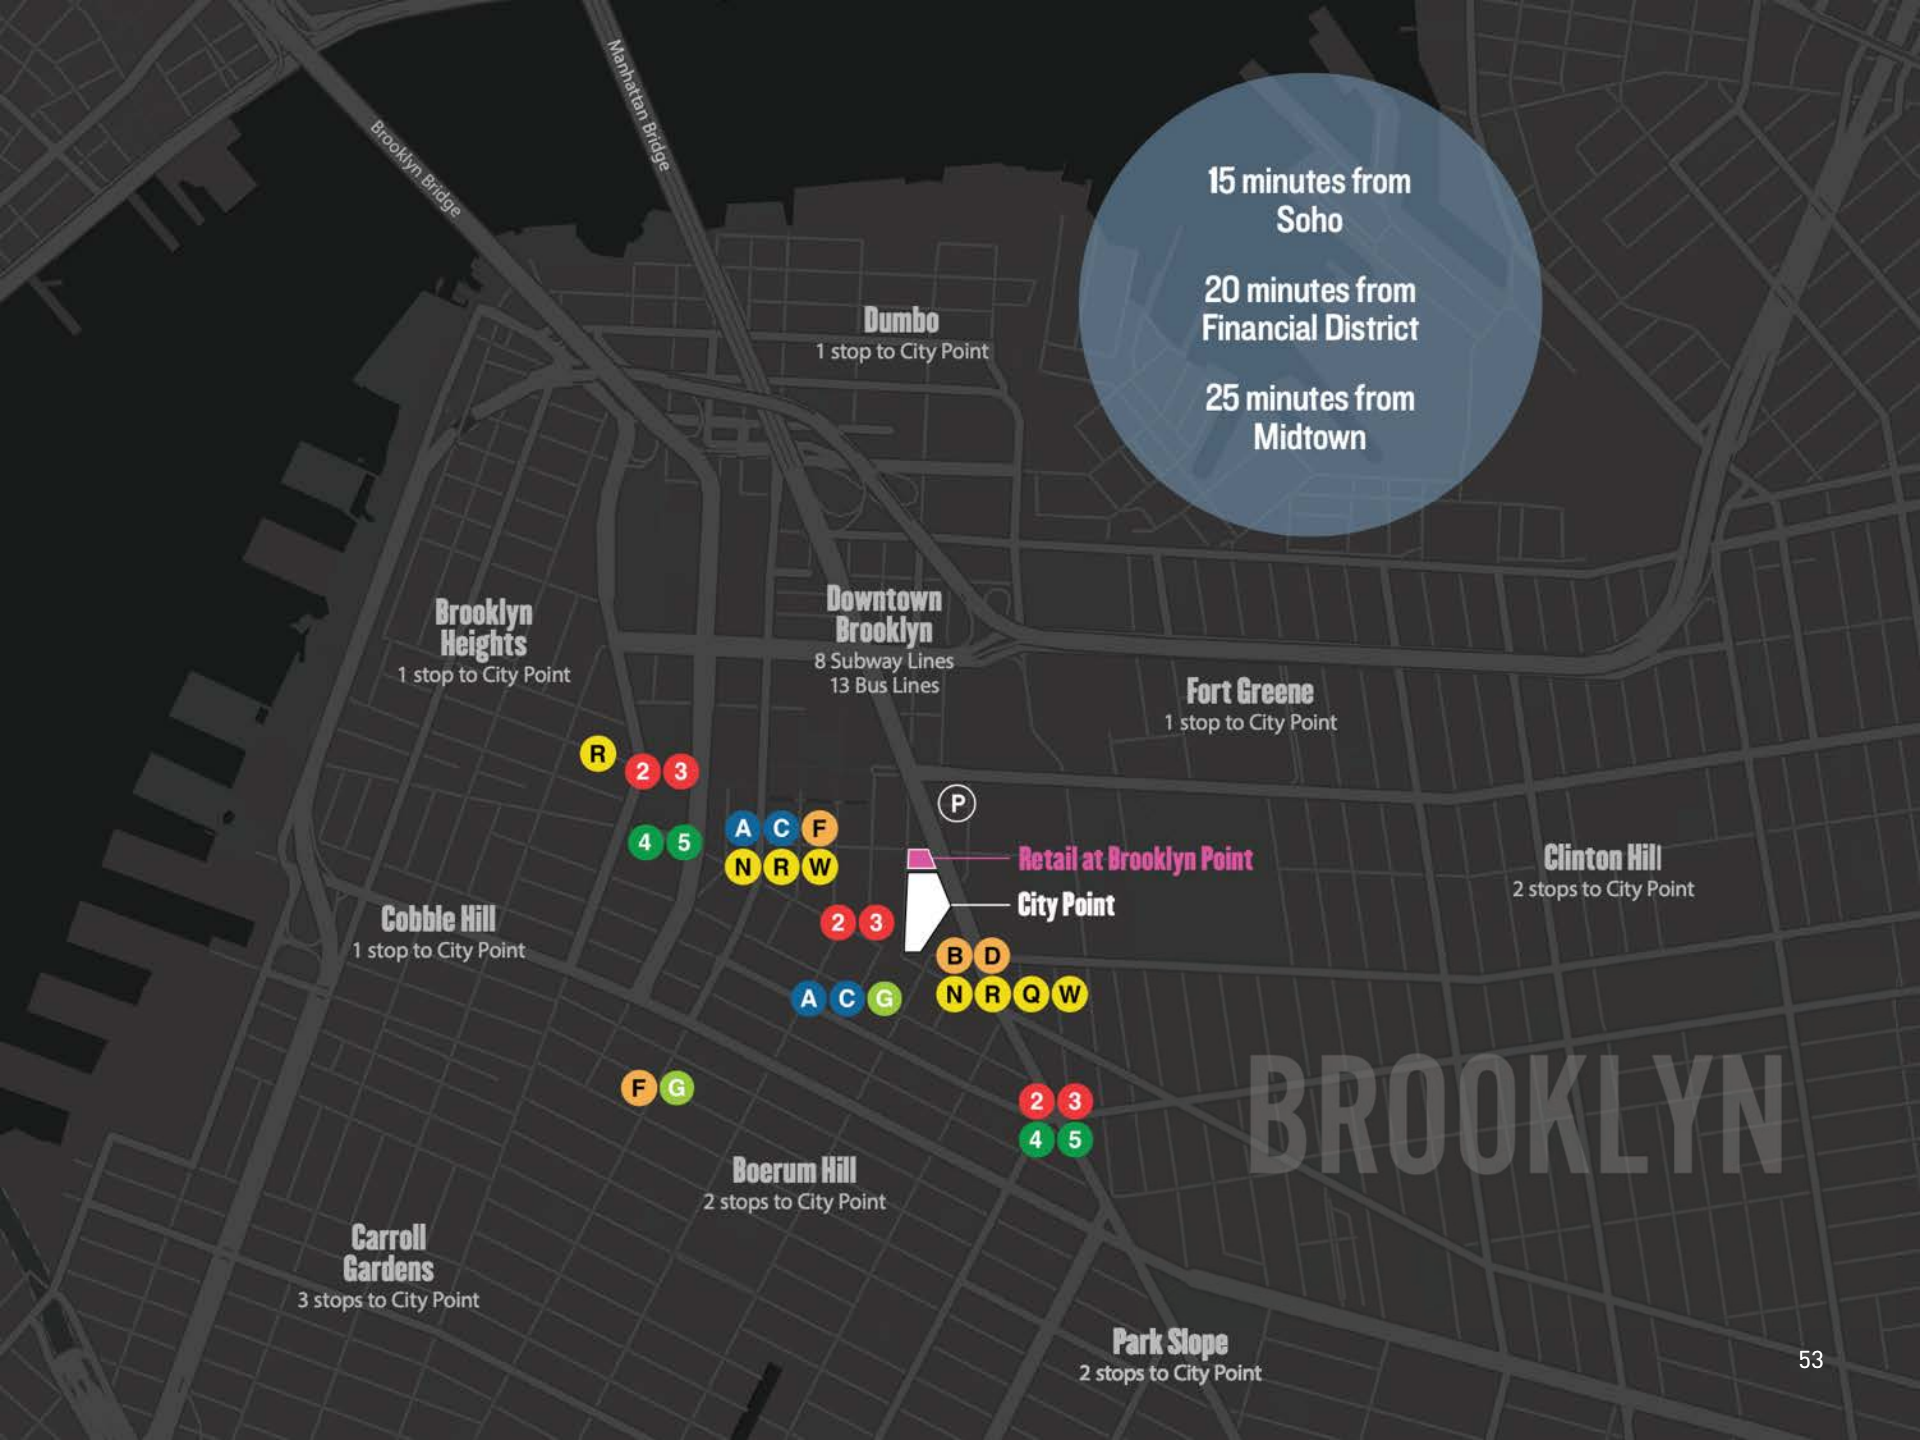 Manhattan Bridge
Brooklyn Bridge
15 minutes from
Soho
20 minutes from
Financial District
25 minutes from
Midtown
Dumbo
1 stop to City Point
Brooklyn
Heights
1 stop to City Point
Downtown
Brooklyn
8 Subway Lines
13 Bus Lines
Fort Greene
1 stop to City Point
R
2 3
4 5
A C F
N R W
P
Retail at Brooklyn Point
City Point
Clinton Hill
2 stops to City Point
Cobble Hill
1 stop to City Point
2 3
B D
N R Q W
A C G
F G
2 3
4 5
BROOKLYN
Boerum Hill
2 stops to City Point
Carroll
Gardens
3 stops to City Point
Park Slope
2 stops to City Point
53